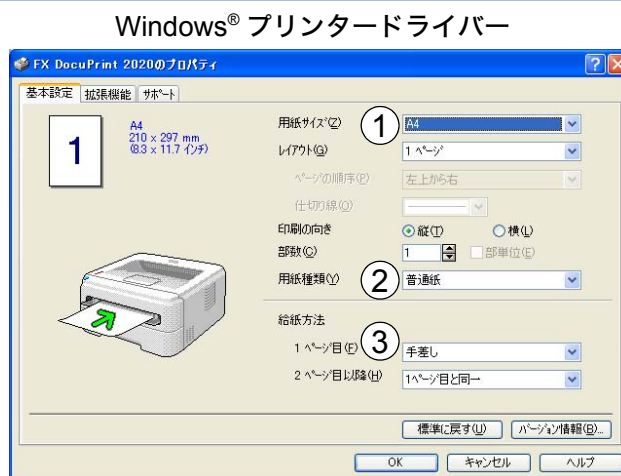 Windows® プリンタードライバー
FX DocuPrint 2020のプロパティ
基本設定 拡張機能 サポート
1
A4
210 x 297 mm
(8.3 x 11.7 インチ)
用紙サイズ(Z) ① A4
レイアウト(G) 1 ページ
ページの順序(P) 左上から右
仕切り線(O)
印刷の向き 縦(T) 横(L)
部数(C) 1 部単位(E)
用紙種類(Y) ② 普通紙
給紙方法
1 ページ目(F) ③ 手差し
2 ページ目以降(H) 1ページ目と同一
標準に戻す(U) バージョン情報(B)...
OK キャンセル ヘルプ